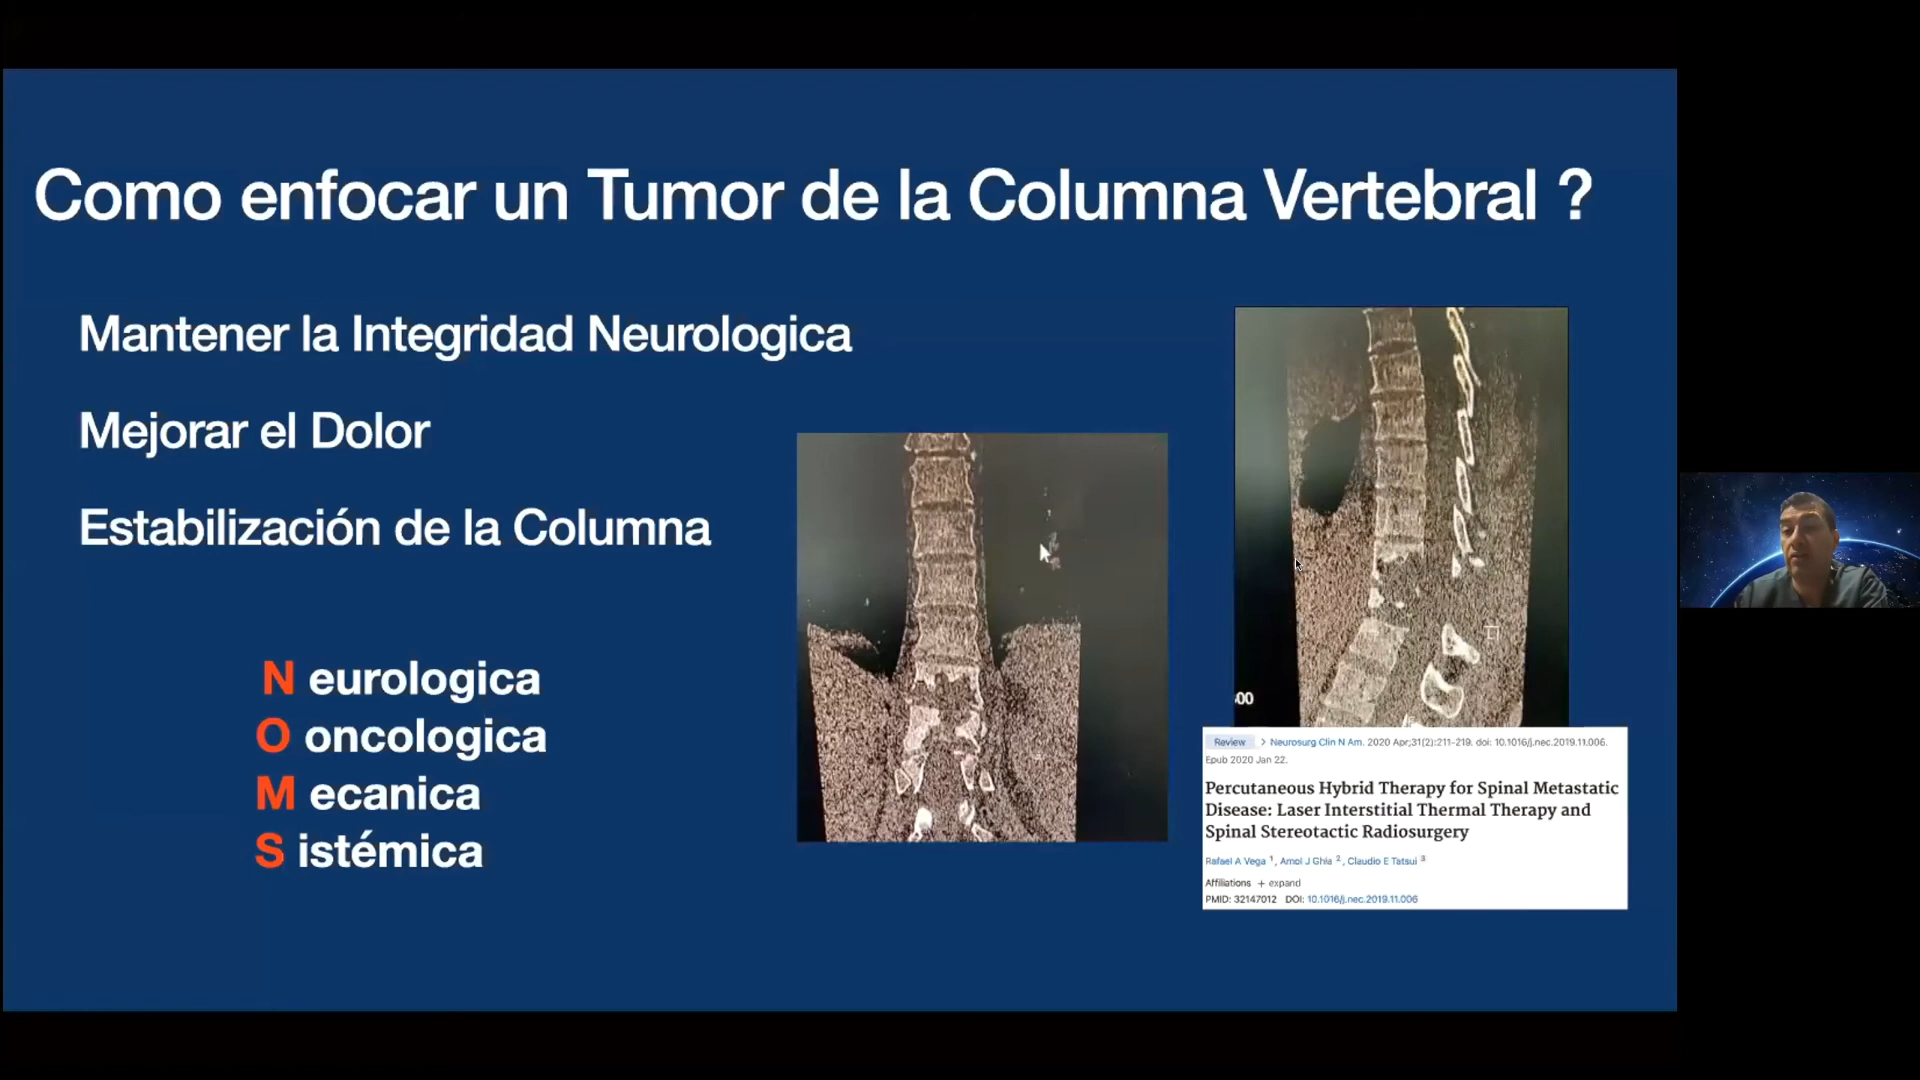 Como enfocar un Tumor de la Columna Vertebral ?
Mantener la Integridad Neurologica
Mejorar el Dolor
Estabilización de la Columna
N eurologica
O oncologica
M ecanica
S istémica
:00
Review > Neurosurg Clin N Am. 2020 Apr;31(2):211-219. doi: 10.1016/j.nec.2019.11.006.
Epub 2020 Jan 22.
Percutaneous Hybrid Therapy for Spinal Metastatic
Disease: Laser Interstitial Thermal Therapy and
Spinal Stereotactic Radiosurgery
Rafael A Vega 1, Amol J Ghia 2, Claudio E Tatsui 3
Affiliations + expand
PMID: 32147012 DOI: 10.1016/j.nec.2019.11.006